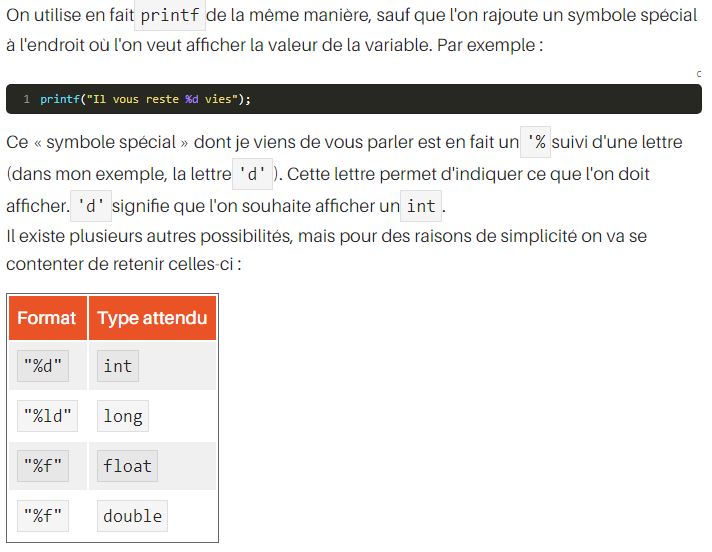 On utilise en fait printf de la même manière, sauf que l'on rajoute un symbole spécial
à l'endroit où l'on veut afficher la valeur de la variable. Par exemple :
c
1 printf("Il vous reste %d vies");
Ce « symbole spécial » dont je viens de vous parler est en fait un '% suivi d'une lettre
(dans mon exemple, la lettre 'd' ). Cette lettre permet d'indiquer ce que l'on doit
afficher. 'd' signifie que l'on souhaite afficher un int .
Il existe plusieurs autres possibilités, mais pour des raisons de simplicité on va se
contenter de retenir celles-ci :
Format Type attendu
"%d" int
"%ld" long
"%f" float
"%f" double